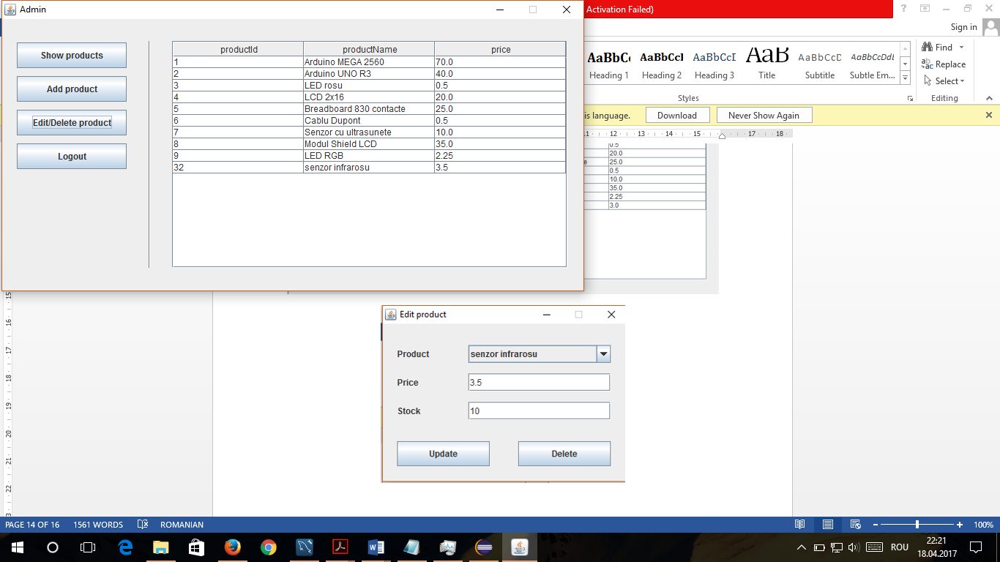 Admin
Show products
Add product
Edit/Delete product
Logout
productId productName price
1 Arduino MEGA 2560 70.0
2 Arduino UNO R3 40.0
3 LED rosu 0.5
4 LCD 2x16 20.0
5 Breadboard 830 contacte 25.0
6 Cablu Dupont 0.5
7 Senzor cu ultrasunete 10.0
8 Modul Shield LCD 35.0
9 LED RGB 2.25
32 senzor infrarosu 3.5
Activation Failed)
?
Sign in
AaBbCc AaBbCcI AaBbCcI AaB AaBbCcD AaBbCcDdE
Heading 1 Heading 2 Heading 3 Title Subtitle Subtle Em...
Styles
Find
Replace
Select
Editing
is language. Download Never Show Again
11 12 13 14 15 17 18
0.5
20.0
e 25.0
0.5
10.0
35.0
2.25
3.0
15
16
17
18
19
20
21
22
Edit product
Product senzor infrarosu
Price 3.5
Stock 10
Update Delete
PAGE 14 OF 16 1561 WORDS ROMANIAN 100%
ROU 22:21
18.04.2017